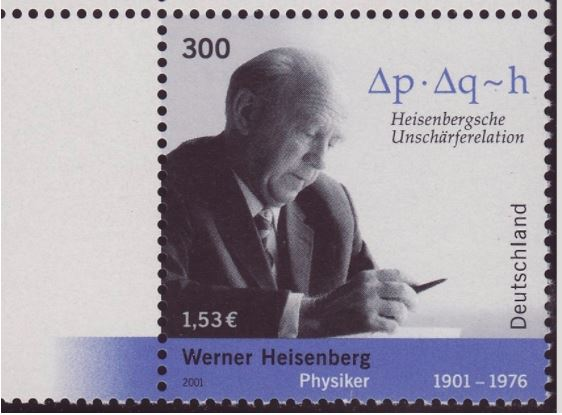 300
Δp · Δq ~ h
Heisenbergsche
Unschärferelation
Deutschland
1,53 €
Werner Heisenberg
2001
Physiker
1901 – 1976